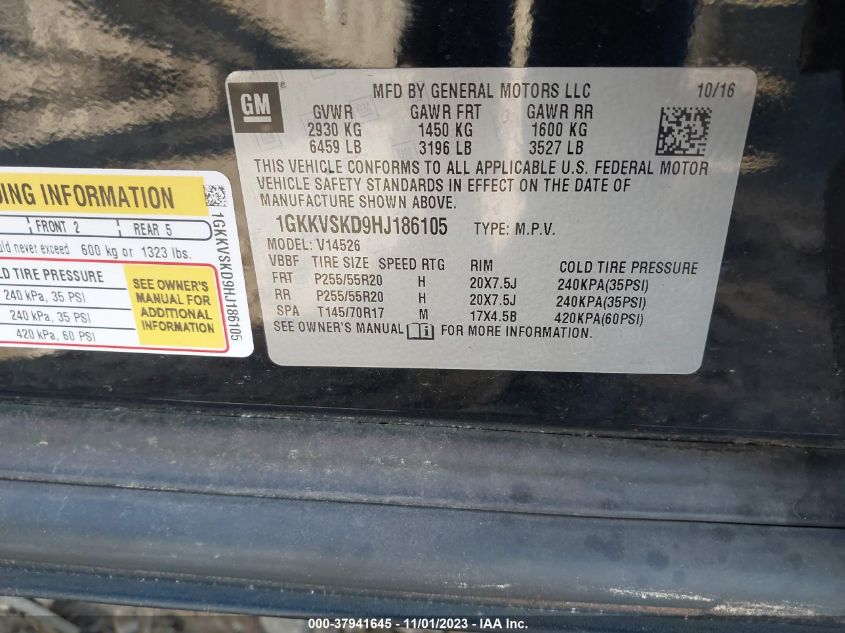 GM
MFD BY GENERAL MOTORS LLC 10/16
GVWR GAWR FRT GAWR RR
2930 KG 1450 KG 1600 KG
6459 LB 3196 LB 3527 LB
THIS VEHICLE CONFORMS TO ALL APPLICABLE U.S. FEDERAL MOTOR
VEHICLE SAFETY STANDARDS IN EFFECT ON THE DATE OF
MANUFACTURE SHOWN ABOVE.
1GKKVSKD9HJ186105 TYPE: M.P.V.
MODEL: V14526
VBBF TIRE SIZE SPEED RTG RIM COLD TIRE PRESSURE
FRT P255/55R20 H 20X7.5J 240KPA(35PSI)
RR P255/55R20 H 20X7.5J 240KPA(35PSI)
SPA T145/70R17 M 17X4.5B 420KPA(60PSI)
SEE OWNER'S MANUAL FOR MORE INFORMATION.
DING INFORMATION
FRONT 2 REAR 5
uld never exceed 600 kg or 1323 lbs.
COLD TIRE PRESSURE
240 kPa, 35 PSI
240 kPa, 35 PSI
420 kPa, 60 PSI
SEE OWNER'S
MANUAL FOR
ADDITIONAL
INFORMATION
1GKKVSKD9HJ186105
000-37941645 - 11/01/2023 - IAA Inc.